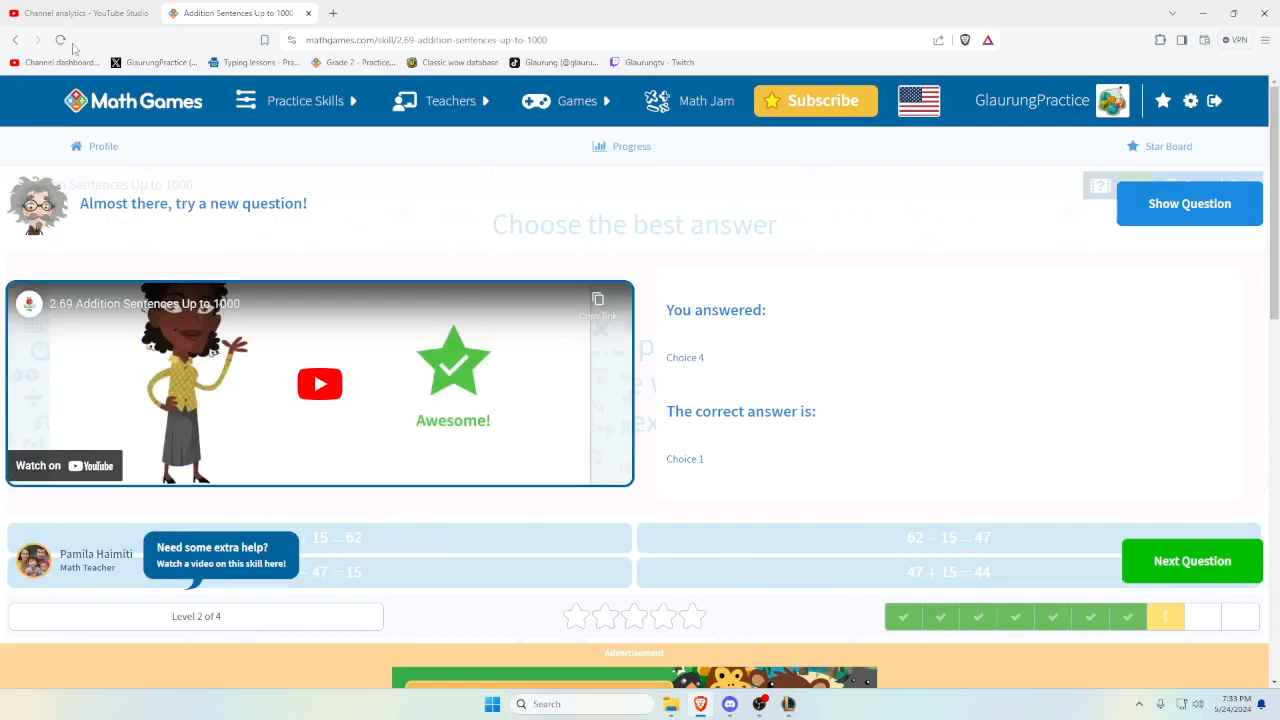 Channel analytics - YouTube Studio
Addition Sentences Up to 1000
mathgames.com/skill/2.69-addition-sentences-up-to-1000
VPN
Channel dashboard...
GlaurungPractice (...
Typing lessons - Pra...
Grade 2 - Practice...
Classic wow database
Glaurung (@glauru...
Glaurungtv - Twitch
Math Games
Practice Skills
Teachers
Games
Math Jam
Subscribe
GlaurungPractice
Profile
Progress
Star Board
Sentences Up to 1000
Almost there, try a new question!
Show Question
Choose the best answer
2.69 Addition Sentences Up to 1000
Copy link
Awesome!
Watch on YouTube
You answered:
Choice 4
The correct answer is:
Choice 1
15 = 62
62 − 15 = 47
47 = 15
47 + 15 = 44
Pamila Haimiti
Math Teacher
Need some extra help?
Watch a video on this skill here!
Next Question
Level 2 of 4
Advertisement
Search
7:33 PM
5/24/2024